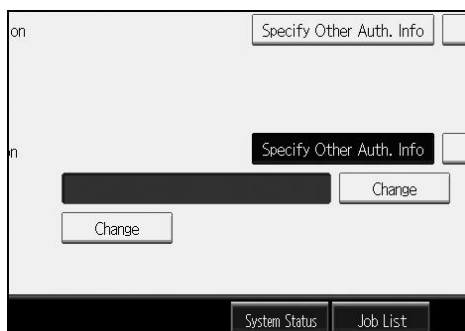 on
Specify Other Auth. Info
n
Specify Other Auth. Info
Change
Change
System Status
Job List